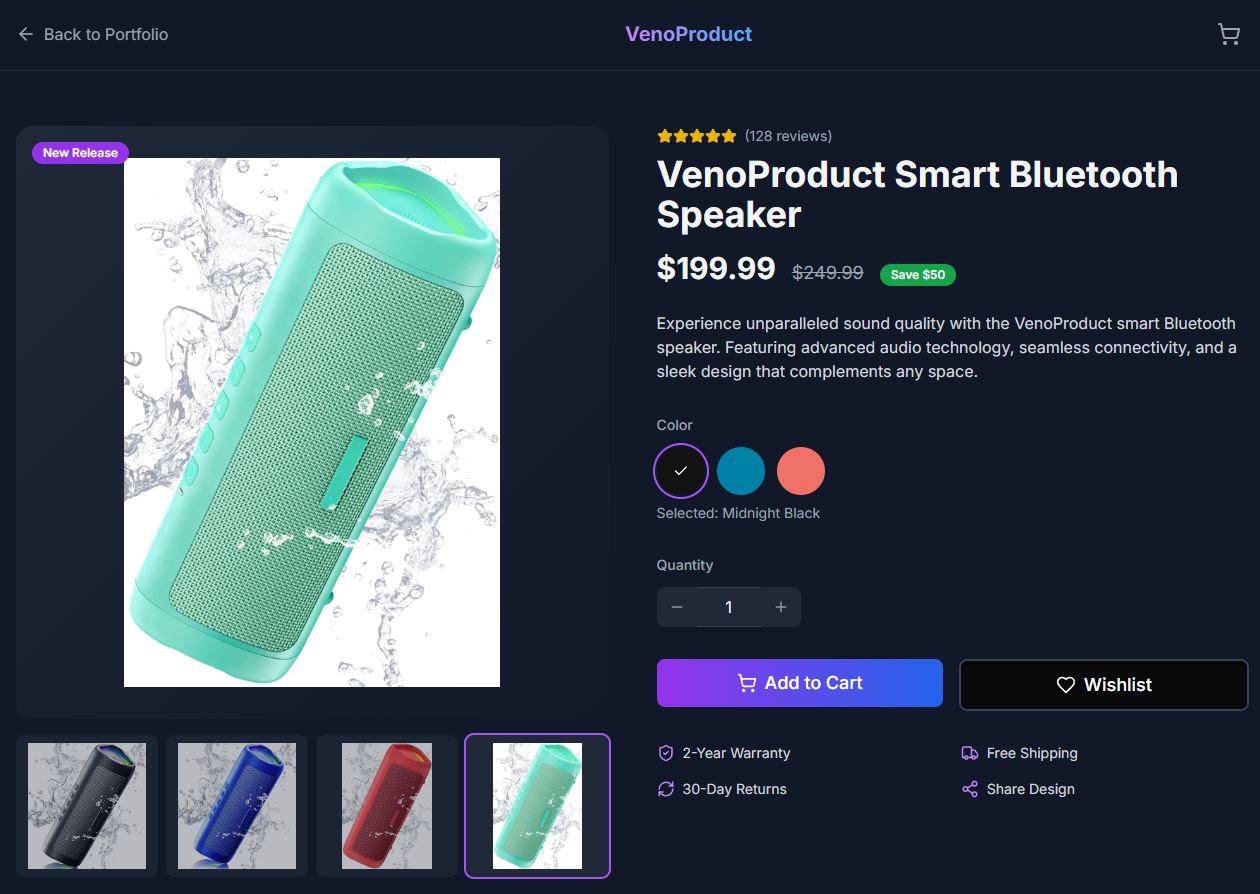 Back to Portfolio
VenoProduct
New Release
(128 reviews)
VenoProduct Smart Bluetooth
Speaker
$199.99 $249.99 Save $50
Experience unparalleled sound quality with the VenoProduct smart Bluetooth
speaker. Featuring advanced audio technology, seamless connectivity, and a
sleek design that complements any space.
Color
Selected: Midnight Black
Quantity
− 1 +
Add to Cart
Wishlist
2-Year Warranty
Free Shipping
30-Day Returns
Share Design